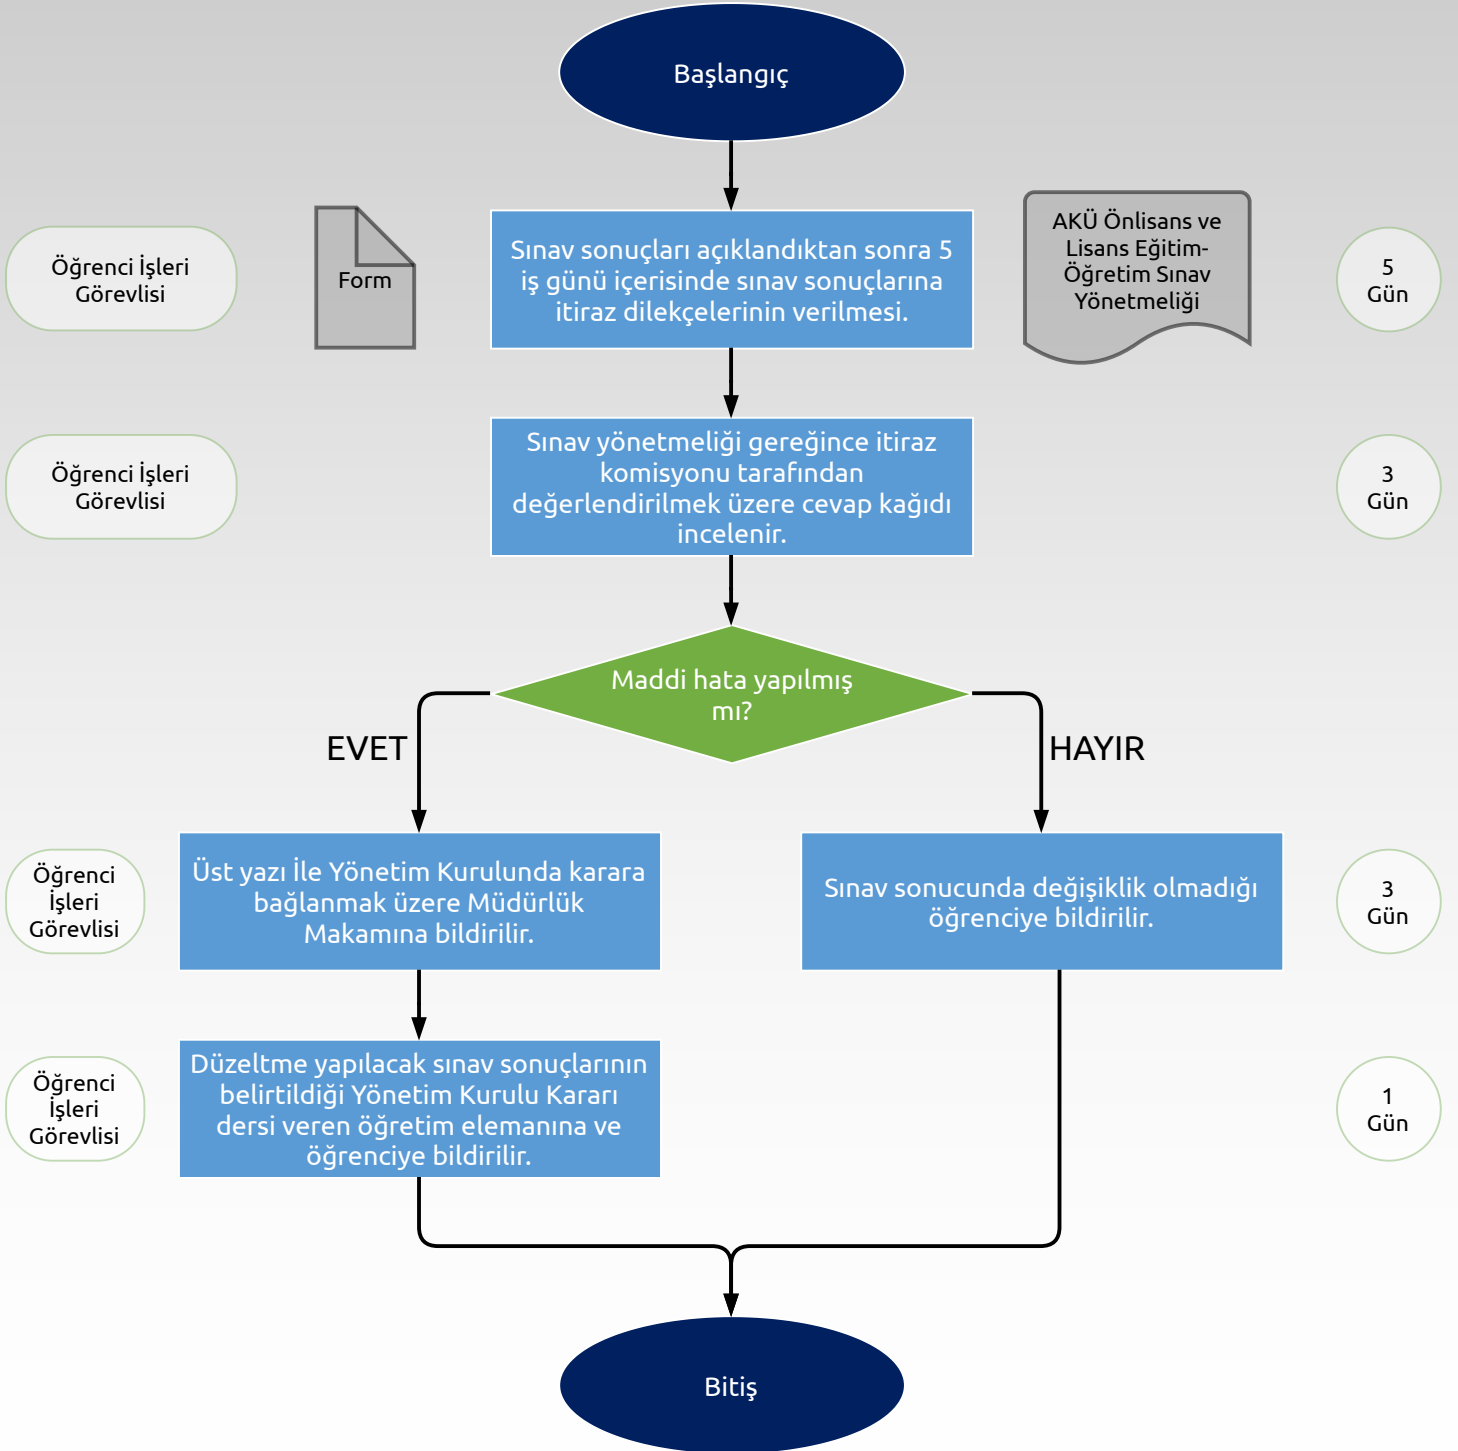 Başlangıç
Öğrenci İşleri
Görevlisi
Form
Sınav sonuçları açıklandıktan sonra 5
iş günü içerisinde sınav sonuçlarına
itiraz dilekçelerinin verilmesi.
AKÜ Önlisans ve
Lisans Eğitim-
Öğretim Sınav
Yönetmeliği
5
Gün
Öğrenci İşleri
Görevlisi
Sınav yönetmeliği gereğince itiraz
komisyonu tarafından
değerlendirilmek üzere cevap kağıdı
incelenir.
3
Gün
Maddi hata yapılmış
mı?
EVET
HAYIR
Öğrenci
İşleri
Görevlisi
Üst yazı İle Yönetim Kurulunda karara
bağlanmak üzere Müdürlük
Makamına bildirilir.
Sınav sonucunda değişiklik olmadığı
öğrenciye bildirilir.
3
Gün
Öğrenci
İşleri
Görevlisi
Düzeltme yapılacak sınav sonuçlarının
belirtildiği Yönetim Kurulu Kararı
dersi veren öğretim elemanına ve
öğrenciye bildirilir.
1
Gün
Bitiş